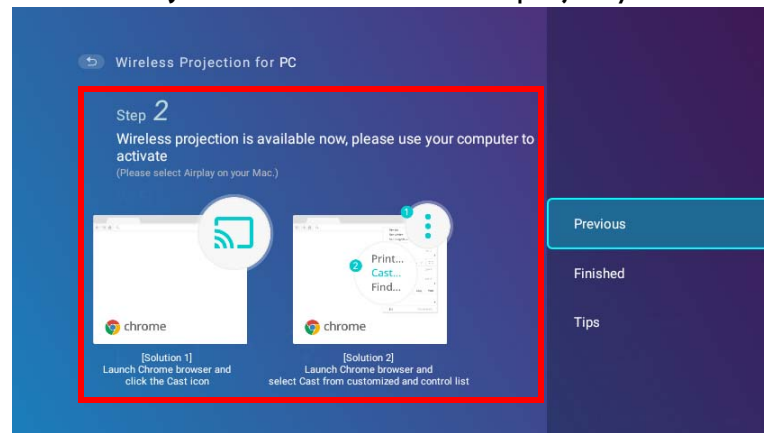 Wireless Projection for PC
Step 2
Wireless projection is available now, please use your computer to
activate
(Please select Airplay on your Mac.)
1
2
Print...
Cast...
Find...
chrome
chrome
[Solution 1]
Launch Chrome browser and
click the Cast icon
[Solution 2]
Launch Chrome browser and
select Cast from customized and control list
Previous
Finished
Tips